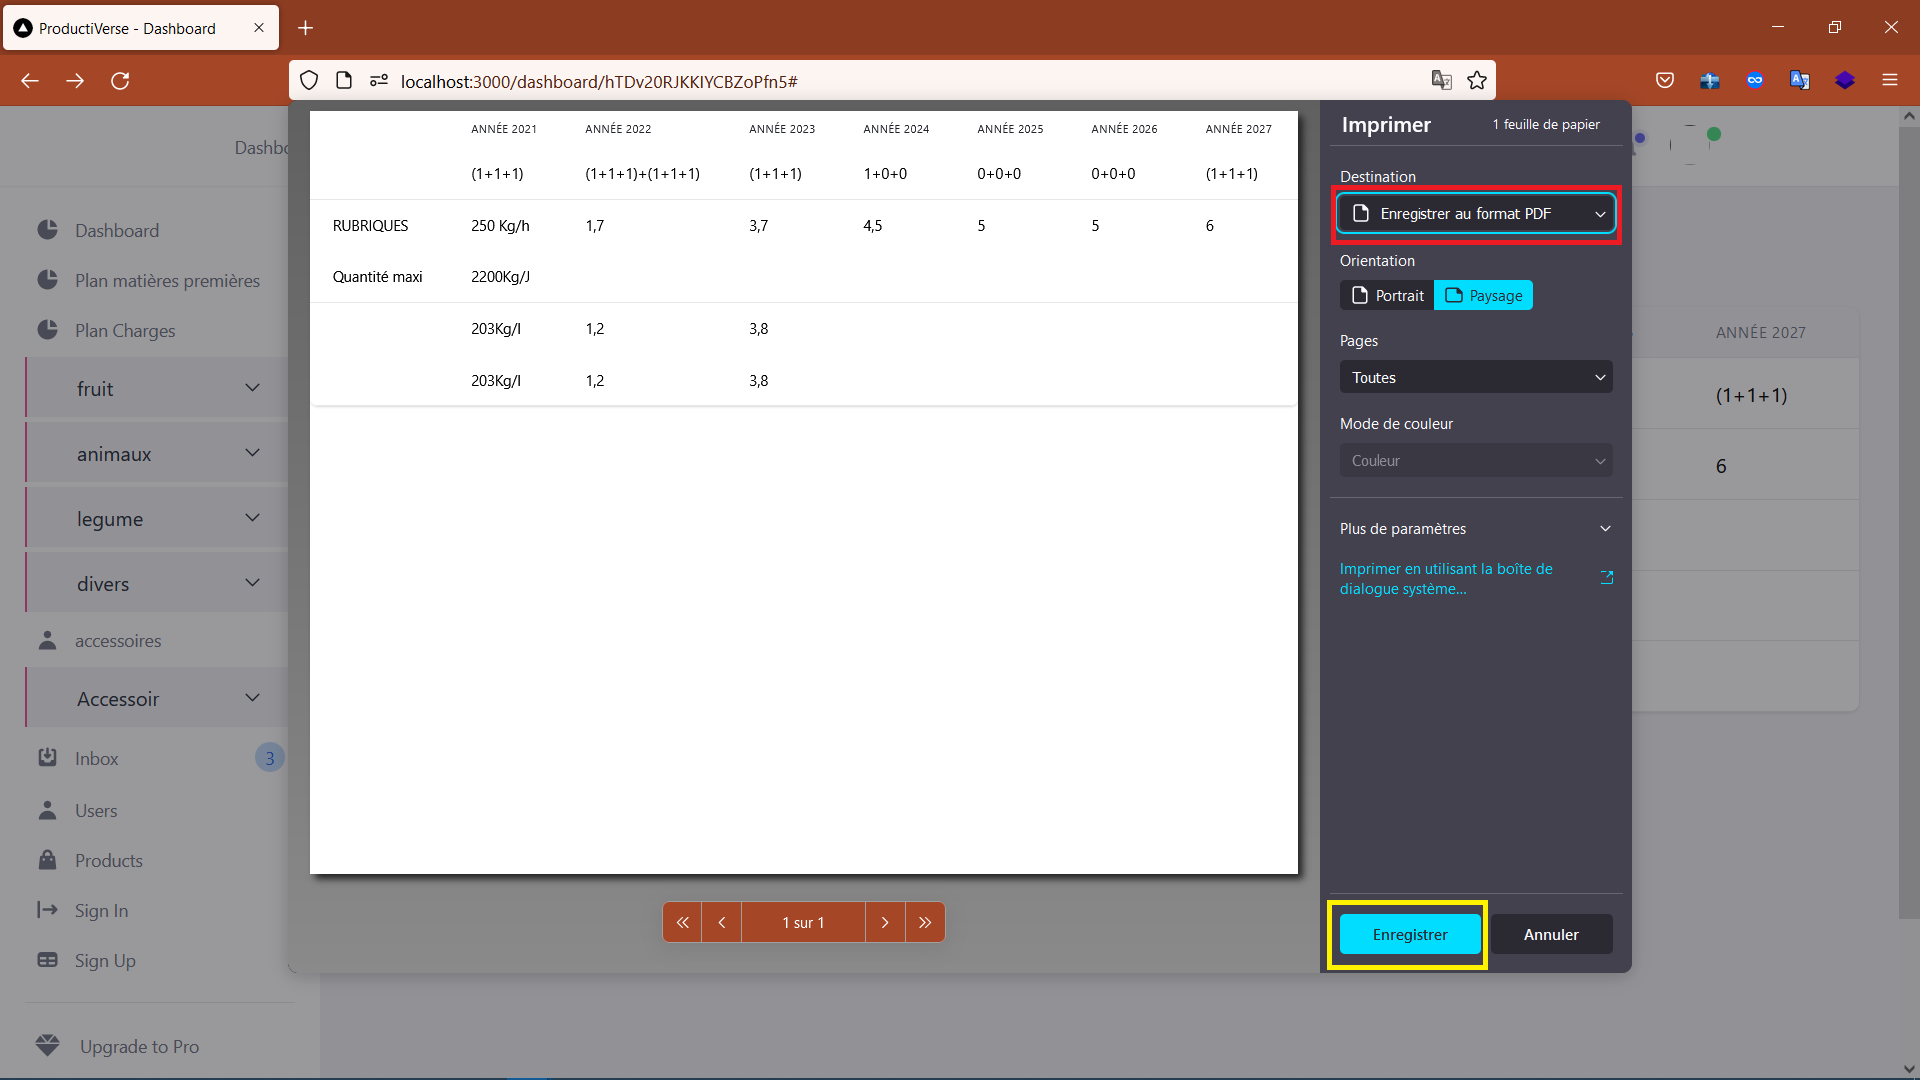 ProductiVerse - Dashboard
localhost:3000/dashboard/hTDv20RJKKIYCBZoPfn5#
Dashbo
Dashboard
Plan matières premières
Plan Charges
fruit
animaux
legume
divers
accessoires
Accessoir
Inbox 3
Users
Products
Sign In
Sign Up
Upgrade to Pro
ANNÉE 2021 ANNÉE 2022 ANNÉE 2023 ANNÉE 2024 ANNÉE 2025 ANNÉE 2026 ANNÉE 2027
(1+1+1) (1+1+1)+(1+1+1) (1+1+1) 1+0+0 0+0+0 0+0+0 (1+1+1)
RUBRIQUES 250 Kg/h 1,7 3,7 4,5 5 5 6
Quantité maxi 2200Kg/J
203Kg/l 1,2 3,8
203Kg/l 1,2 3,8
1 sur 1
Imprimer 1 feuille de papier
Destination
Enregistrer au format PDF
Orientation
Portrait Paysage
Pages
Toutes
Mode de couleur
Couleur
Plus de paramètres
Imprimer en utilisant la boîte de
dialogue système...
Enregistrer Annuler
ANNÉE 2027
(1+1+1)
6